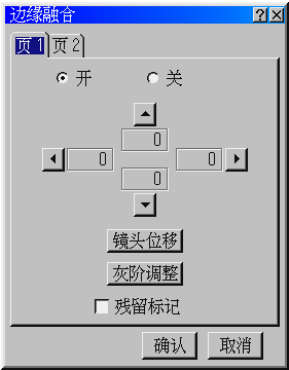 边缘融合
页1 页2
开 关
0
0 0
0
镜头位移
灰阶调整
残留标记
确认 取消